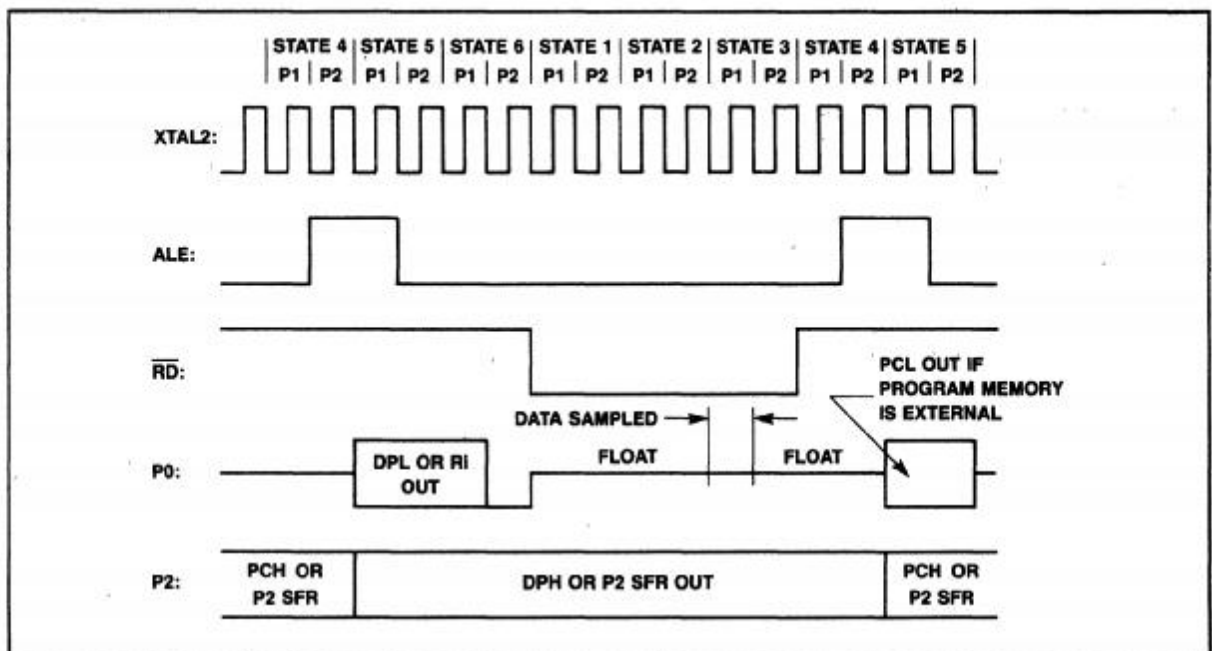 STATE 4 STATE 5 STATE 6 STATE 1 STATE 2 STATE 3 STATE 4 STATE 5
P1 P2 P1 P2 P1 P2 P1 P2 P1 P2 P1 P2 P1 P2 P1 P2
XTAL2:
ALE:
RD:
PCL OUT IF
PROGRAM MEMORY
IS EXTERNAL
DATA SAMPLED
P0:
DPL OR Ri
OUT
FLOAT
FLOAT
P2:
PCH OR
P2 SFR
DPH OR P2 SFR OUT
PCH OR
P2 SFR